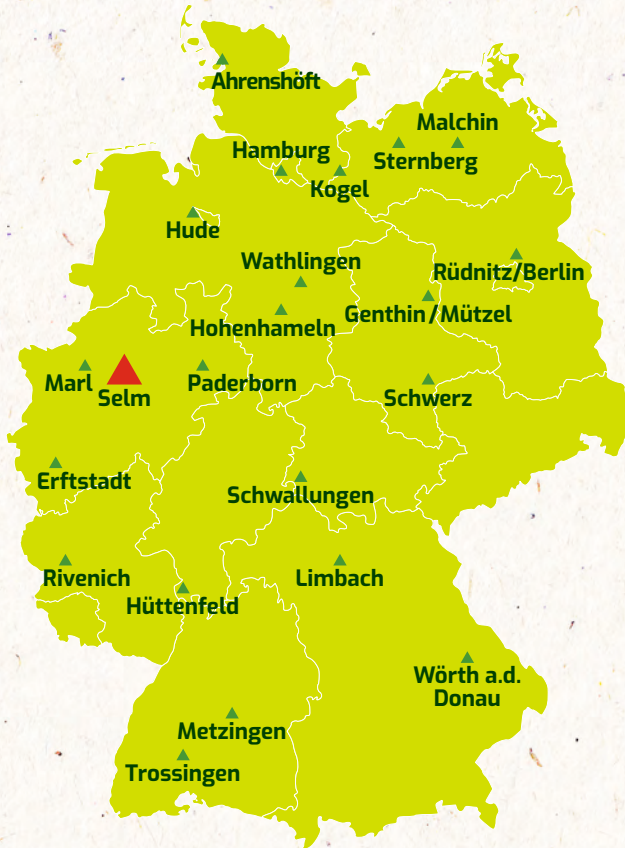 Ahrenshöft
Malchin
Hamburg
Sternberg
Kogel
Hude
Wathlingen
Rüdnitz/Berlin
Genthin/Mützel
Hohenhameln
Marl
Paderborn
Selm
Schwerz
Erftstadt
Schwallungen
Rivenich
Limbach
Hüttenfeld
Wörth a.d.
Donau
Metzingen
Trossingen